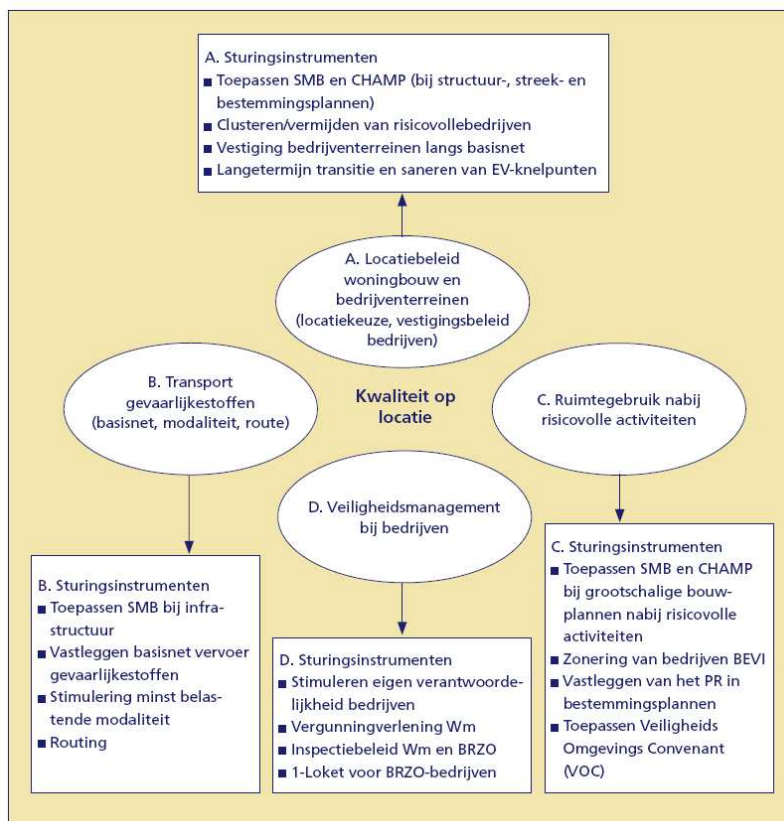 A. Sturingsinstrumenten
■ Toepassen SMB en CHAMP (bij structuur-, streek- en
bestemmingsplannen)
■ Clusteren/vermijden van risicovollebedrijven
■ Vestiging bedrijventerreinen langs basisnet
■ Langetermijn transitie en saneren van EV-knelpunten
A. Locatiebeleid
woningbouw en
bedrijventerreinen
(locatiekeuze, vestigingsbeleid
bedrijven)
B. Transport
gevaarlijkestoffen
(basisnet, modaliteit, route)
Kwaliteit op
locatie
C. Ruimtegebruik nabij
risicovolle activiteiten
D. Veiligheidsmanagement
bij bedrijven
B. Sturingsinstrumenten
■ Toepassen SMB bij infra-
structuur
■ Vastleggen basisnet vervoer
gevaarlijkestoffen
■ Stimulering minst belas-
tende modaliteit
■ Routing
D. Sturingsinstrumenten
■ Stimuleren eigen verantwoorde-
lijkheid bedrijven
■ Vergunningverlening Wm
■ Inspectiebeleid Wm en BRZO
■ 1-Loket voor BRZO-bedrijven
C. Sturingsinstrumenten
■ Toepassen SMB en CHAMP
bij grootschalige bouw-
plannen nabij risicovolle
activiteiten
■ Zonering van bedrijven BEVI
■ Vastleggen van het PR in
bestemmingsplannen
■ Toepassen Veiligheids
Omgevings Convenant
(VOC)